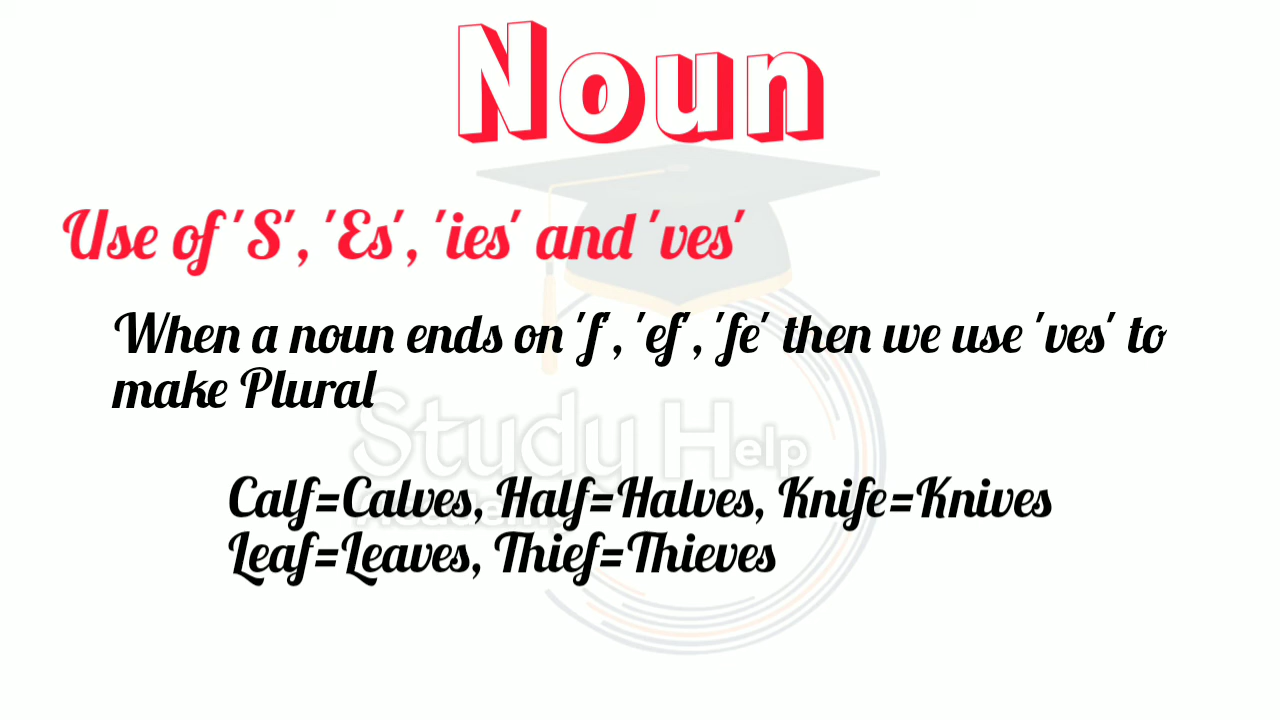 Noun
Use of 'S', 'Es', 'ies' and 'ves'
When a noun ends on 'f', 'ef', 'fe' then we use 'ves' to
make Plural
Study Help
Academy
Calf=Calves, Half=Halves, Knife=Knives
Leaf=Leaves, Thief=Thieves